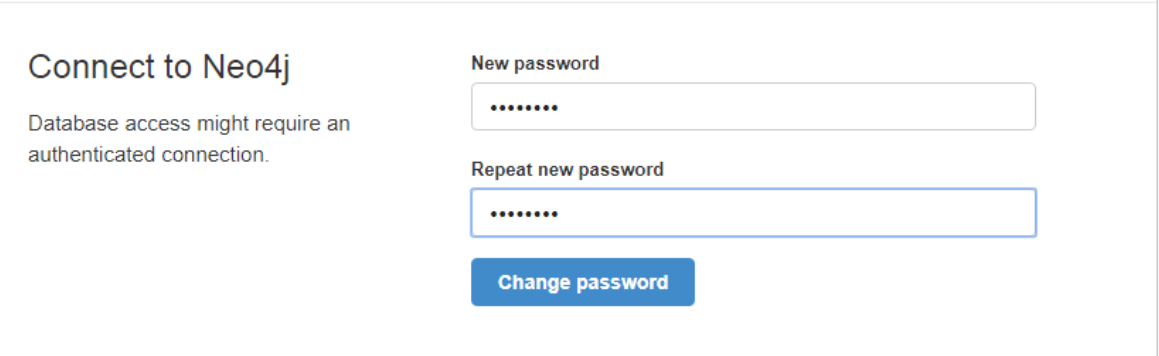 Connect to Neo4j
Database access might require an
authenticated connection.
New password
••••••••
Repeat new password
••••••••
Change password